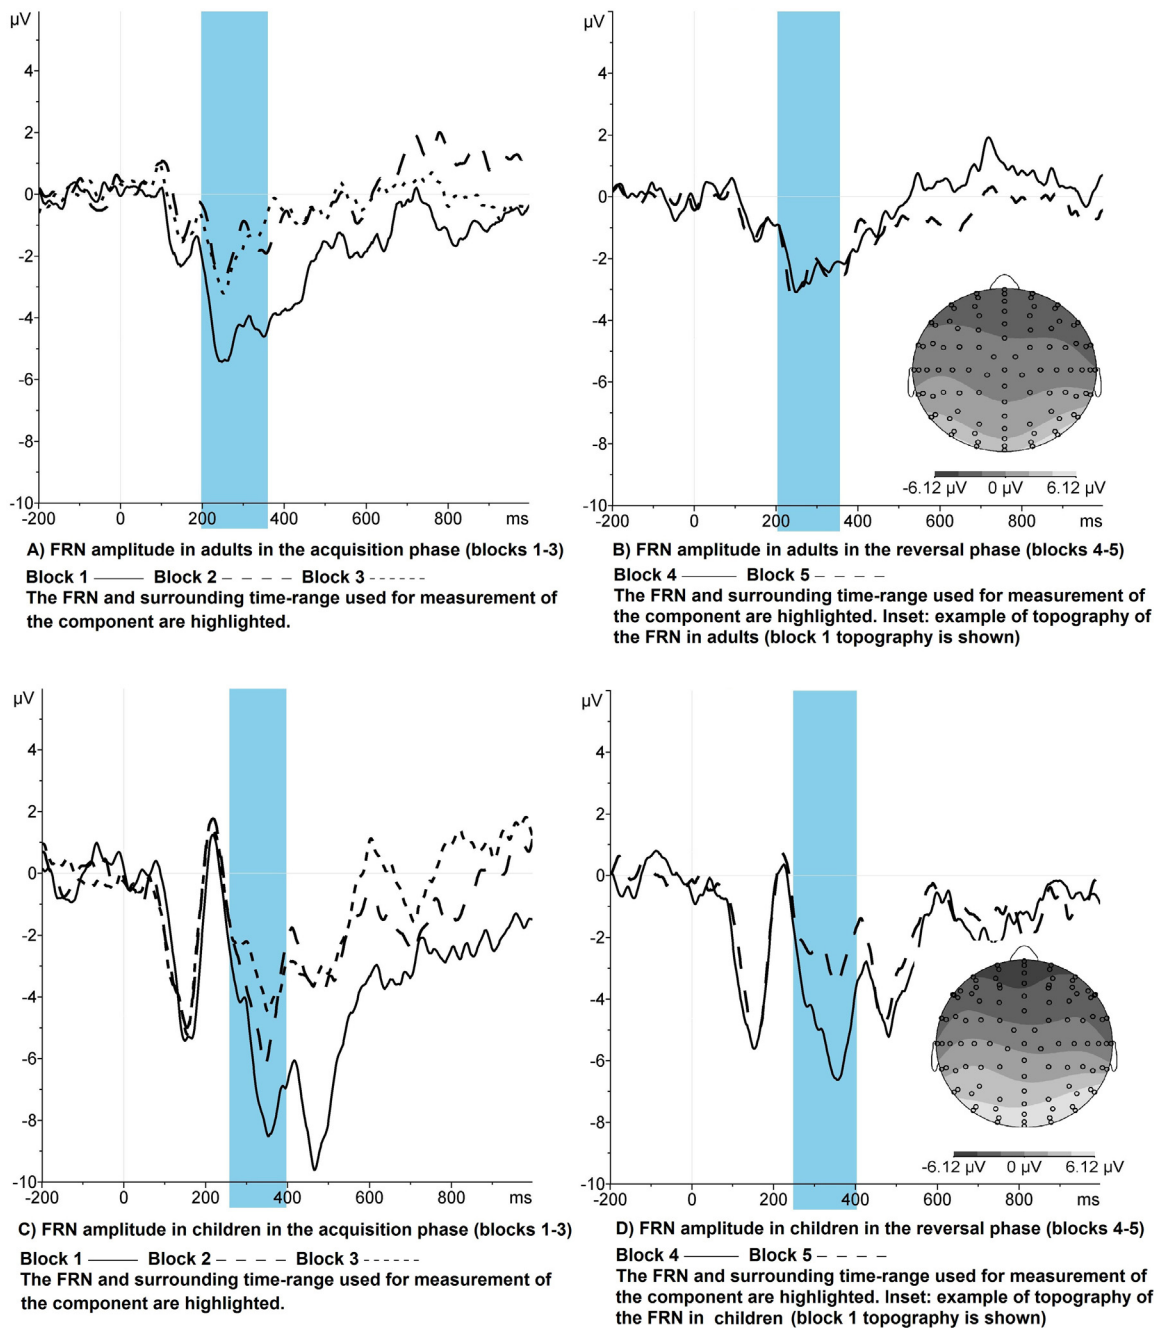 µV
4
2
0
-2
-4
-6
-8
-10
-200 0 200 400 600 800 ms
A) FRN amplitude in adults in the acquisition phase (blocks 1-3)
Block 1 Block 2 Block 3
The FRN and surrounding time-range used for measurement of
the component are highlighted.
µV
4
2
0
-2
-4
-6
-8
-10
-200 0 200 400 600 800 ms
-6.12 µV 0 µV 6.12 µV
B) FRN amplitude in adults in the reversal phase (blocks 4-5)
Block 4 Block 5
The FRN and surrounding time-range used for measurement of
the component are highlighted. Inset: example of topography of
the FRN in adults (block 1 topography is shown)
µV
4
2
0
-2
-4
-6
-8
-10
-200 0 200 400 600 800 ms
C) FRN amplitude in children in the acquisition phase (blocks 1-3)
Block 1 Block 2 Block 3
The FRN and surrounding time-range used for measurement of
the component are highlighted.
µV
4
2
0
-2
-4
-6
-8
-10
-200 0 200 400 600 800 ms
-6.12 µV 0 µV 6.12 µV
D) FRN amplitude in children in the reversal phase (blocks 4-5)
Block 4 Block 5
The FRN and surrounding time-range used for measurement of
the component are highlighted. Inset: example of topography of
the FRN in children (block 1 topography is shown)